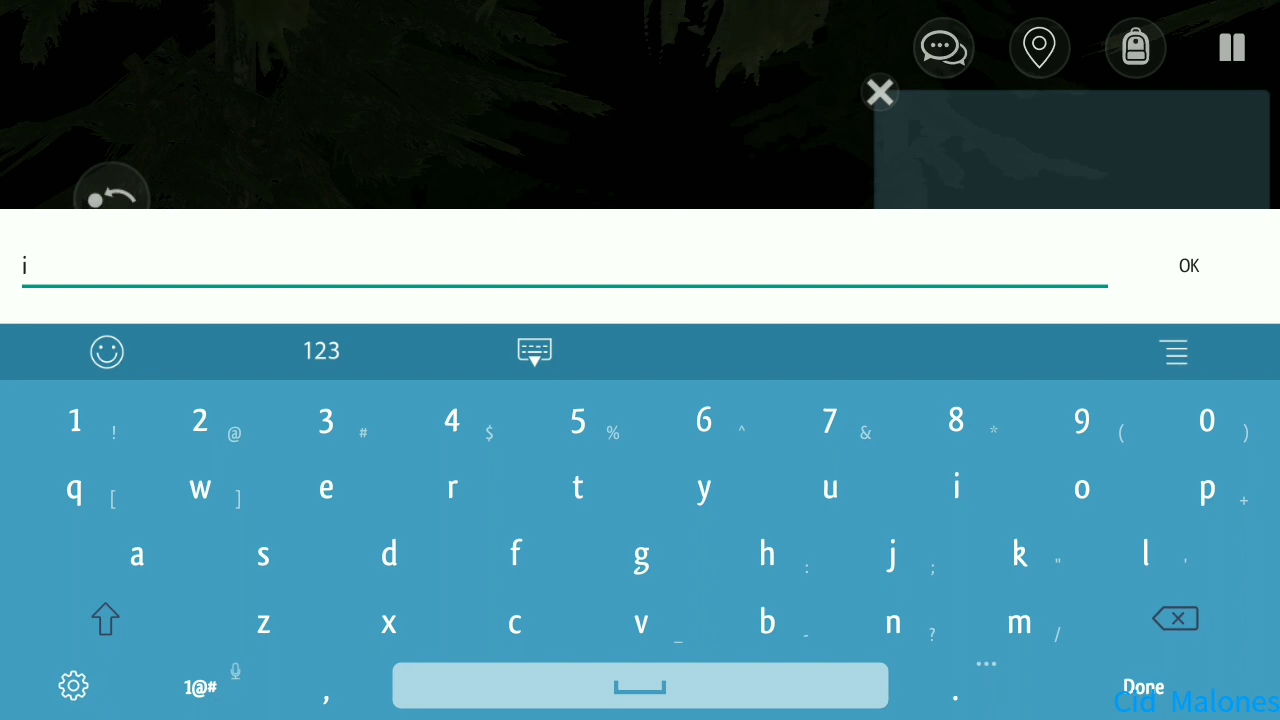 i
OK
123
1 ! 2 @ 3 # 4 $ 5 % 6 ^ 7 & 8 * 9 ( 0 )
q [ w ] e r t y u i o p +
a s d f g h : j ; k " l '
z x c v _ b - n ? m /
1@# , . ... Done
Cid Malones